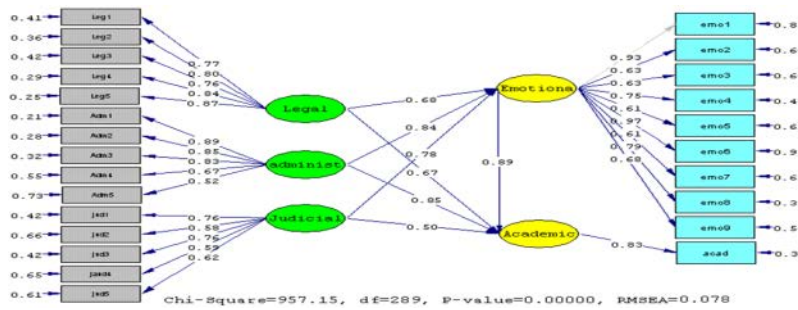 0.41 Leg1
0.36 Leg2
0.42 Leg3
0.29 Leg4
0.25 Leg5
0.21 Adm1
0.28 Adm2
0.32 Adm3
0.55 Adm4
0.73 Adm5
0.42 jud1
0.66 jud2
0.42 jud3
0.65
0.61 jud5
0.77
0.80
0.76
0.84
0.87
0.89
0.85
0.83
0.67
0.52
0.76
0.58
0.76
0.59
0.62
Legal
administ
Judicial
0.68
0.84
0.78
0.67
0.85
0.50
0.89
Emotiona
Academic
0.93
0.63
0.63
0.75
0.61
0.97
0.61
0.79
0.68
0.83
emo1
emo2
emo3
emo4
emo5
emo6
emo7
emo8
emo9
acad
Chi-Square=957.15, df=289, P-value=0.00000, RMSEA=0.078